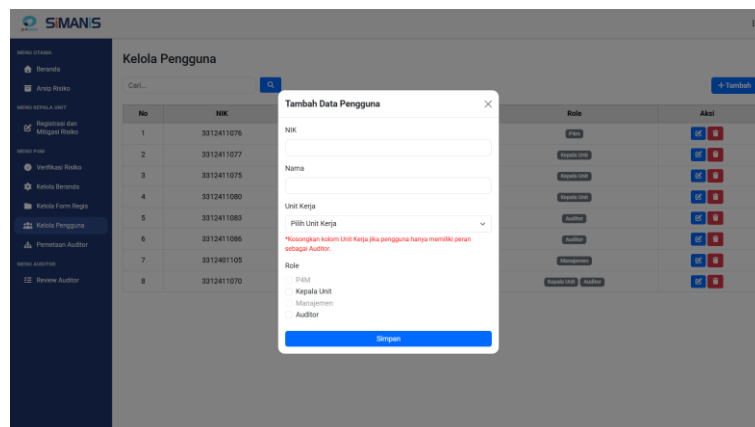 SIMANIS
MENU UTAMA
Beranda
Arsip Risiko
MENU KEPALA UNIT
Registrasi dan
Mitigasi Risiko
MENU P4M
Verifikasi Risiko
Kelola Beranda
Kelola Form Regis
Kelola Pengguna
Pemetaan Auditor
MENU AUDITOR
Review Auditor
Kelola Pengguna
Cari...
+ Tambah
No NIK Role Aksi
1 3312411076 P4m
2 3312411077 Kepala Unit
3 3312411075 Kepala Unit
4 3312411080 Kepala Unit
5 3312411083 Auditor
6 3312411086 Auditor
7 3312401105 Manajemen
8 3312411070 Kepala Unit Auditor
Tambah Data Pengguna
NIK
Nama
Unit Kerja
Pilih Unit Kerja
*Kosongkan kolom Unit Kerja jika pengguna hanya memiliki peran
sebagai Auditor.
Role
P4M
Kepala Unit
Manajemen
Auditor
Simpan